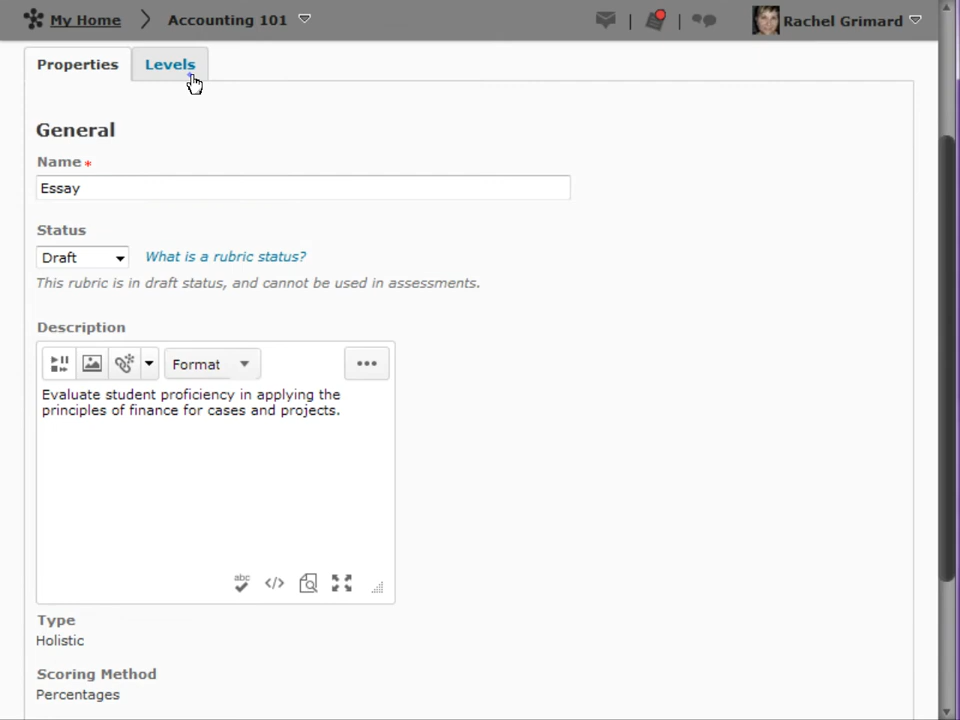 My Home Accounting 101 Rachel Grimard
Properties Levels
General
Name *
Essay
Status
Draft What is a rubric status?
This rubric is in draft status, and cannot be used in assessments.
Description
Format
Evaluate student proficiency in applying the
principles of finance for cases and projects.
abc </>
Type
Holistic
Scoring Method
Percentages